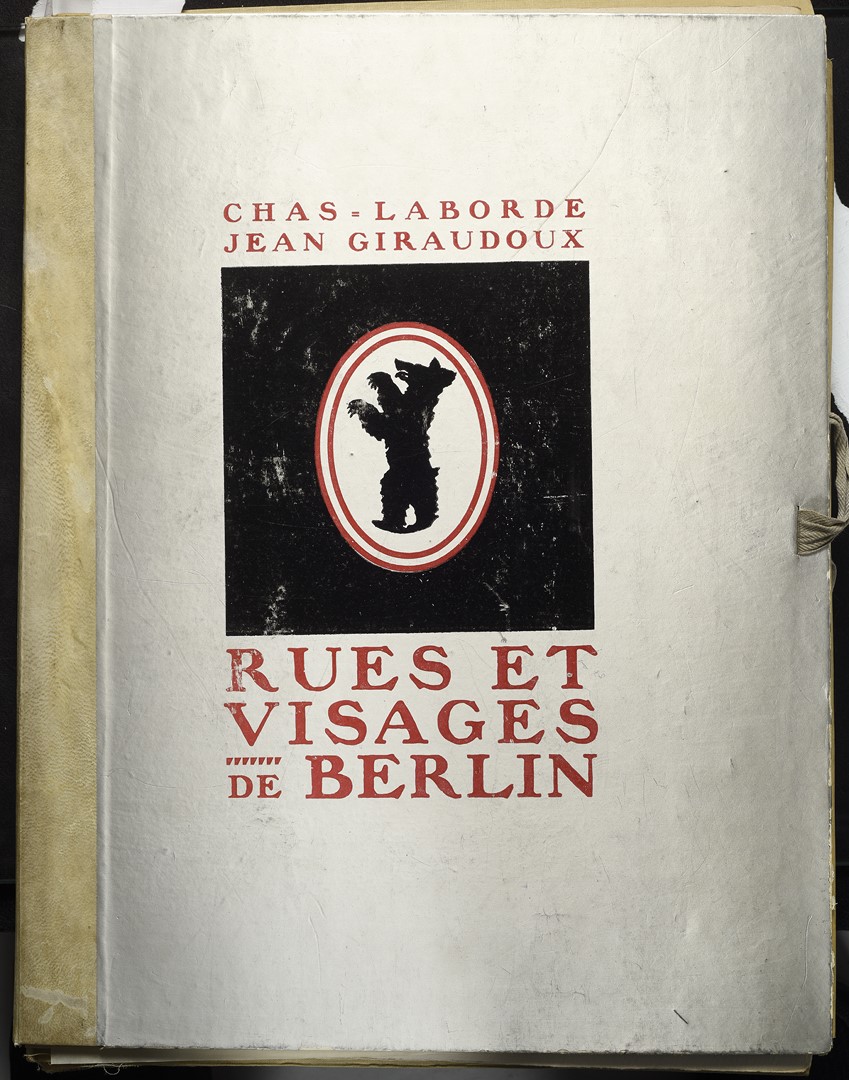 CHAS=LABORDE
JEAN GIRAUDOUX
RUES ET
VISAGES
DE BERLIN